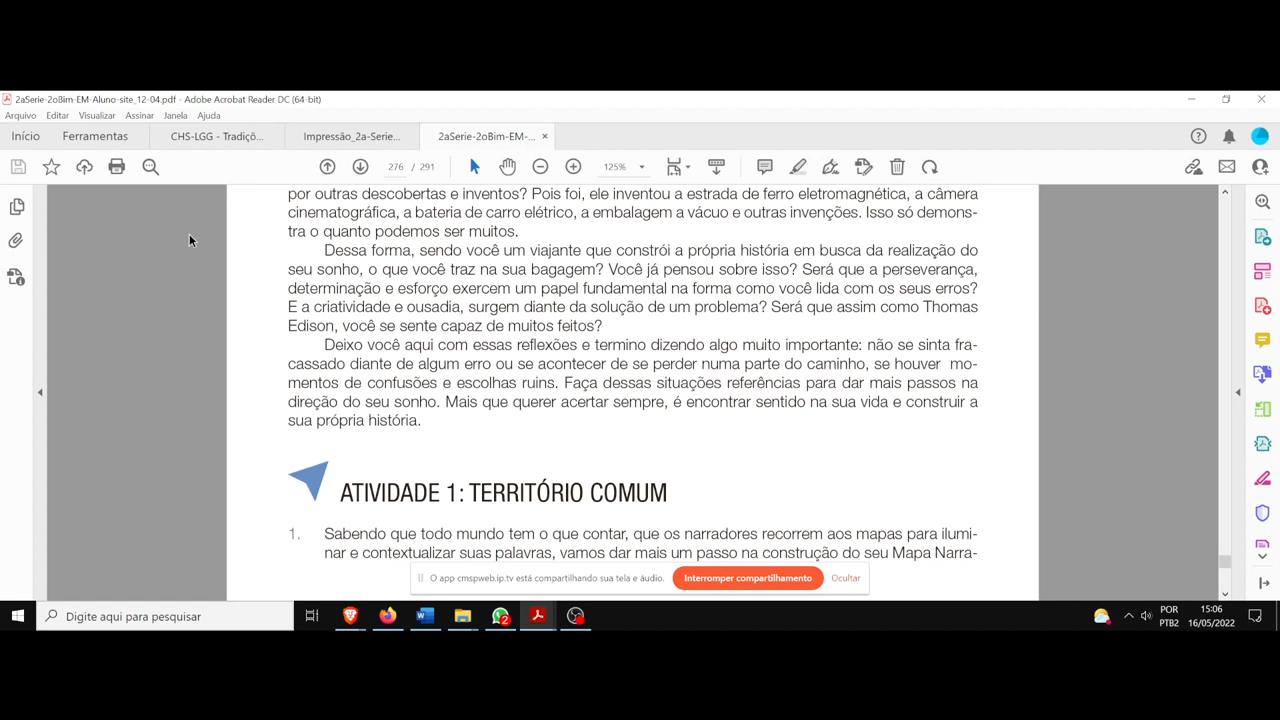 2aSerie-2oBim-EM-Aluno-site_12-04.pdf - Adobe Acrobat Reader DC (64-bit)
Arquivo Editar Visualizar Assinar Janela Ajuda
Início Ferramentas CHS-LGG - Tradiçõ... Impressão_2a-Serie... 2aSerie-2oBim-EM-... ×
276 / 291 125%
por outras descobertas e inventos? Pois foi, ele inventou a estrada de ferro eletromagnética, a câmera
cinematográfica, a bateria de carro elétrico, a embalagem a vácuo e outras invenções. Isso só demons-
tra o quanto podemos ser muitos.
Dessa forma, sendo você um viajante que constrói a própria história em busca da realização do
seu sonho, o que você traz na sua bagagem? Você já pensou sobre isso? Será que a perseverança,
determinação e esforço exercem um papel fundamental na forma como você lida com os seus erros?
E a criatividade e ousadia, surgem diante da solução de um problema? Será que assim como Thomas
Edison, você se sente capaz de muitos feitos?
Deixo você aqui com essas reflexões e termino dizendo algo muito importante: não se sinta fra-
cassado diante de algum erro ou se acontecer de se perder numa parte do caminho, se houver mo-
mentos de confusões e escolhas ruins. Faça dessas situações referências para dar mais passos na
direção do seu sonho. Mais que querer acertar sempre, é encontrar sentido na sua vida e construir a
sua própria história.
ATIVIDADE 1: TERRITÓRIO COMUM
1. Sabendo que todo mundo tem o que contar, que os narradores recorrem aos mapas para ilumi-
nar e contextualizar suas palavras, vamos dar mais um passo na construção do seu Mapa Narra-
O app cmspweb.ip.tv está compartilhando sua tela e áudio. Interromper compartilhamento Ocultar
Digite aqui para pesquisar
2
POR 15:06
PTB2 16/05/2022